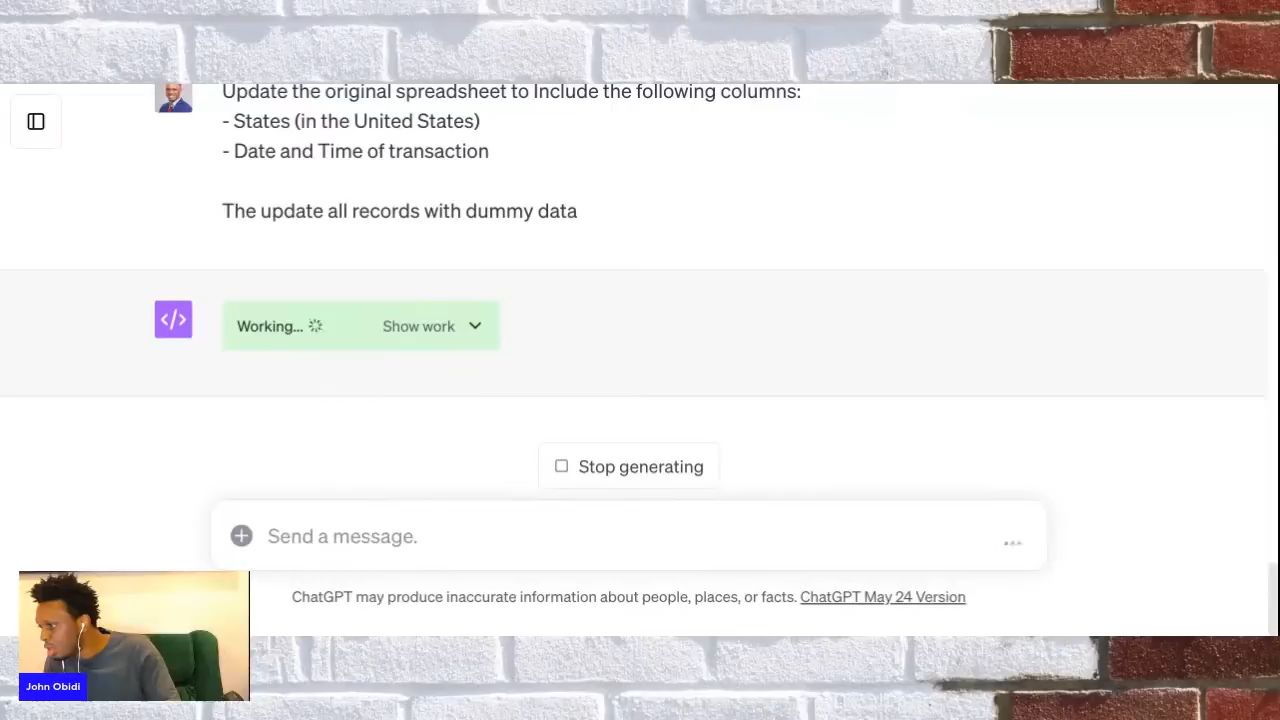 Update the original spreadsheet to Include the following columns:
- States (in the United States)
- Date and Time of transaction
The update all records with dummy data
</>
Working...
Show work
Stop generating
Send a message.
ChatGPT may produce inaccurate information about people, places, or facts. ChatGPT May 24 Version
John Obidi